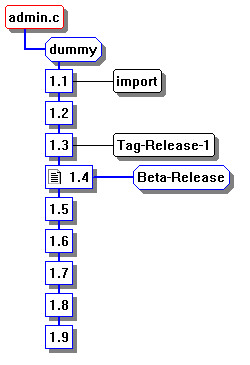 admin.c
dummy
1.1 import
1.2
1.3 Tag-Release-1
1.4 Beta-Release
1.5
1.6
1.7
1.8
1.9